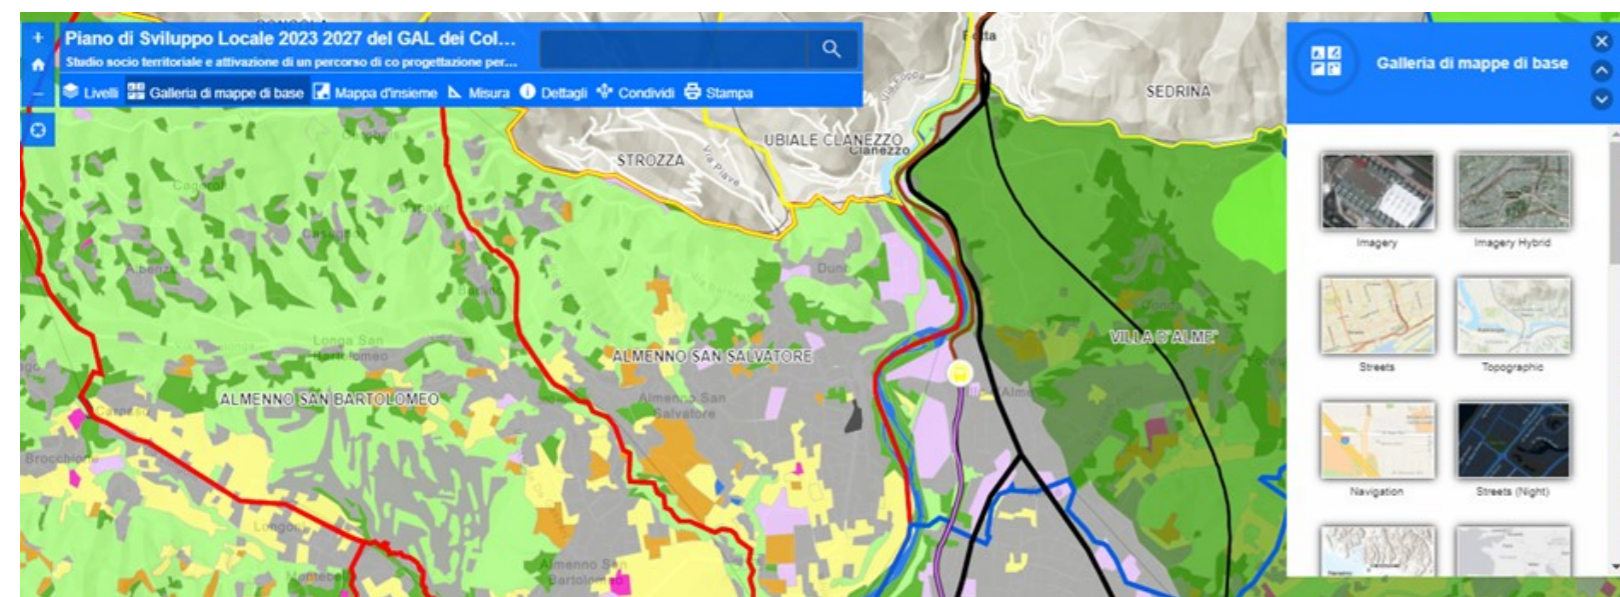 Piano di Sviluppo Locale 2023 2027 del GAL dei Col...
Studio socio territoriale e attivazione di un percorso di co progettazione per...
Livelli
Galleria di mappe di base
Mappa d'insieme
Misura
Dettagli
Condividi
Stampa
Galleria di mappe di base
Imagery
Imagery Hybrid
Streets
Topographic
Navigation
Streets (Night)
SEDRINA
UBIALE CLANEZZO
Clanezzo
STROZZA
Via Piave
VILLA D'ALME'
ALMENNO SAN SALVATORE
Almenno San
Salvatore
Longa San
Bartolomeo
ALMENNO SAN BARTOLOMEO
Almenno San
Bartolomeo